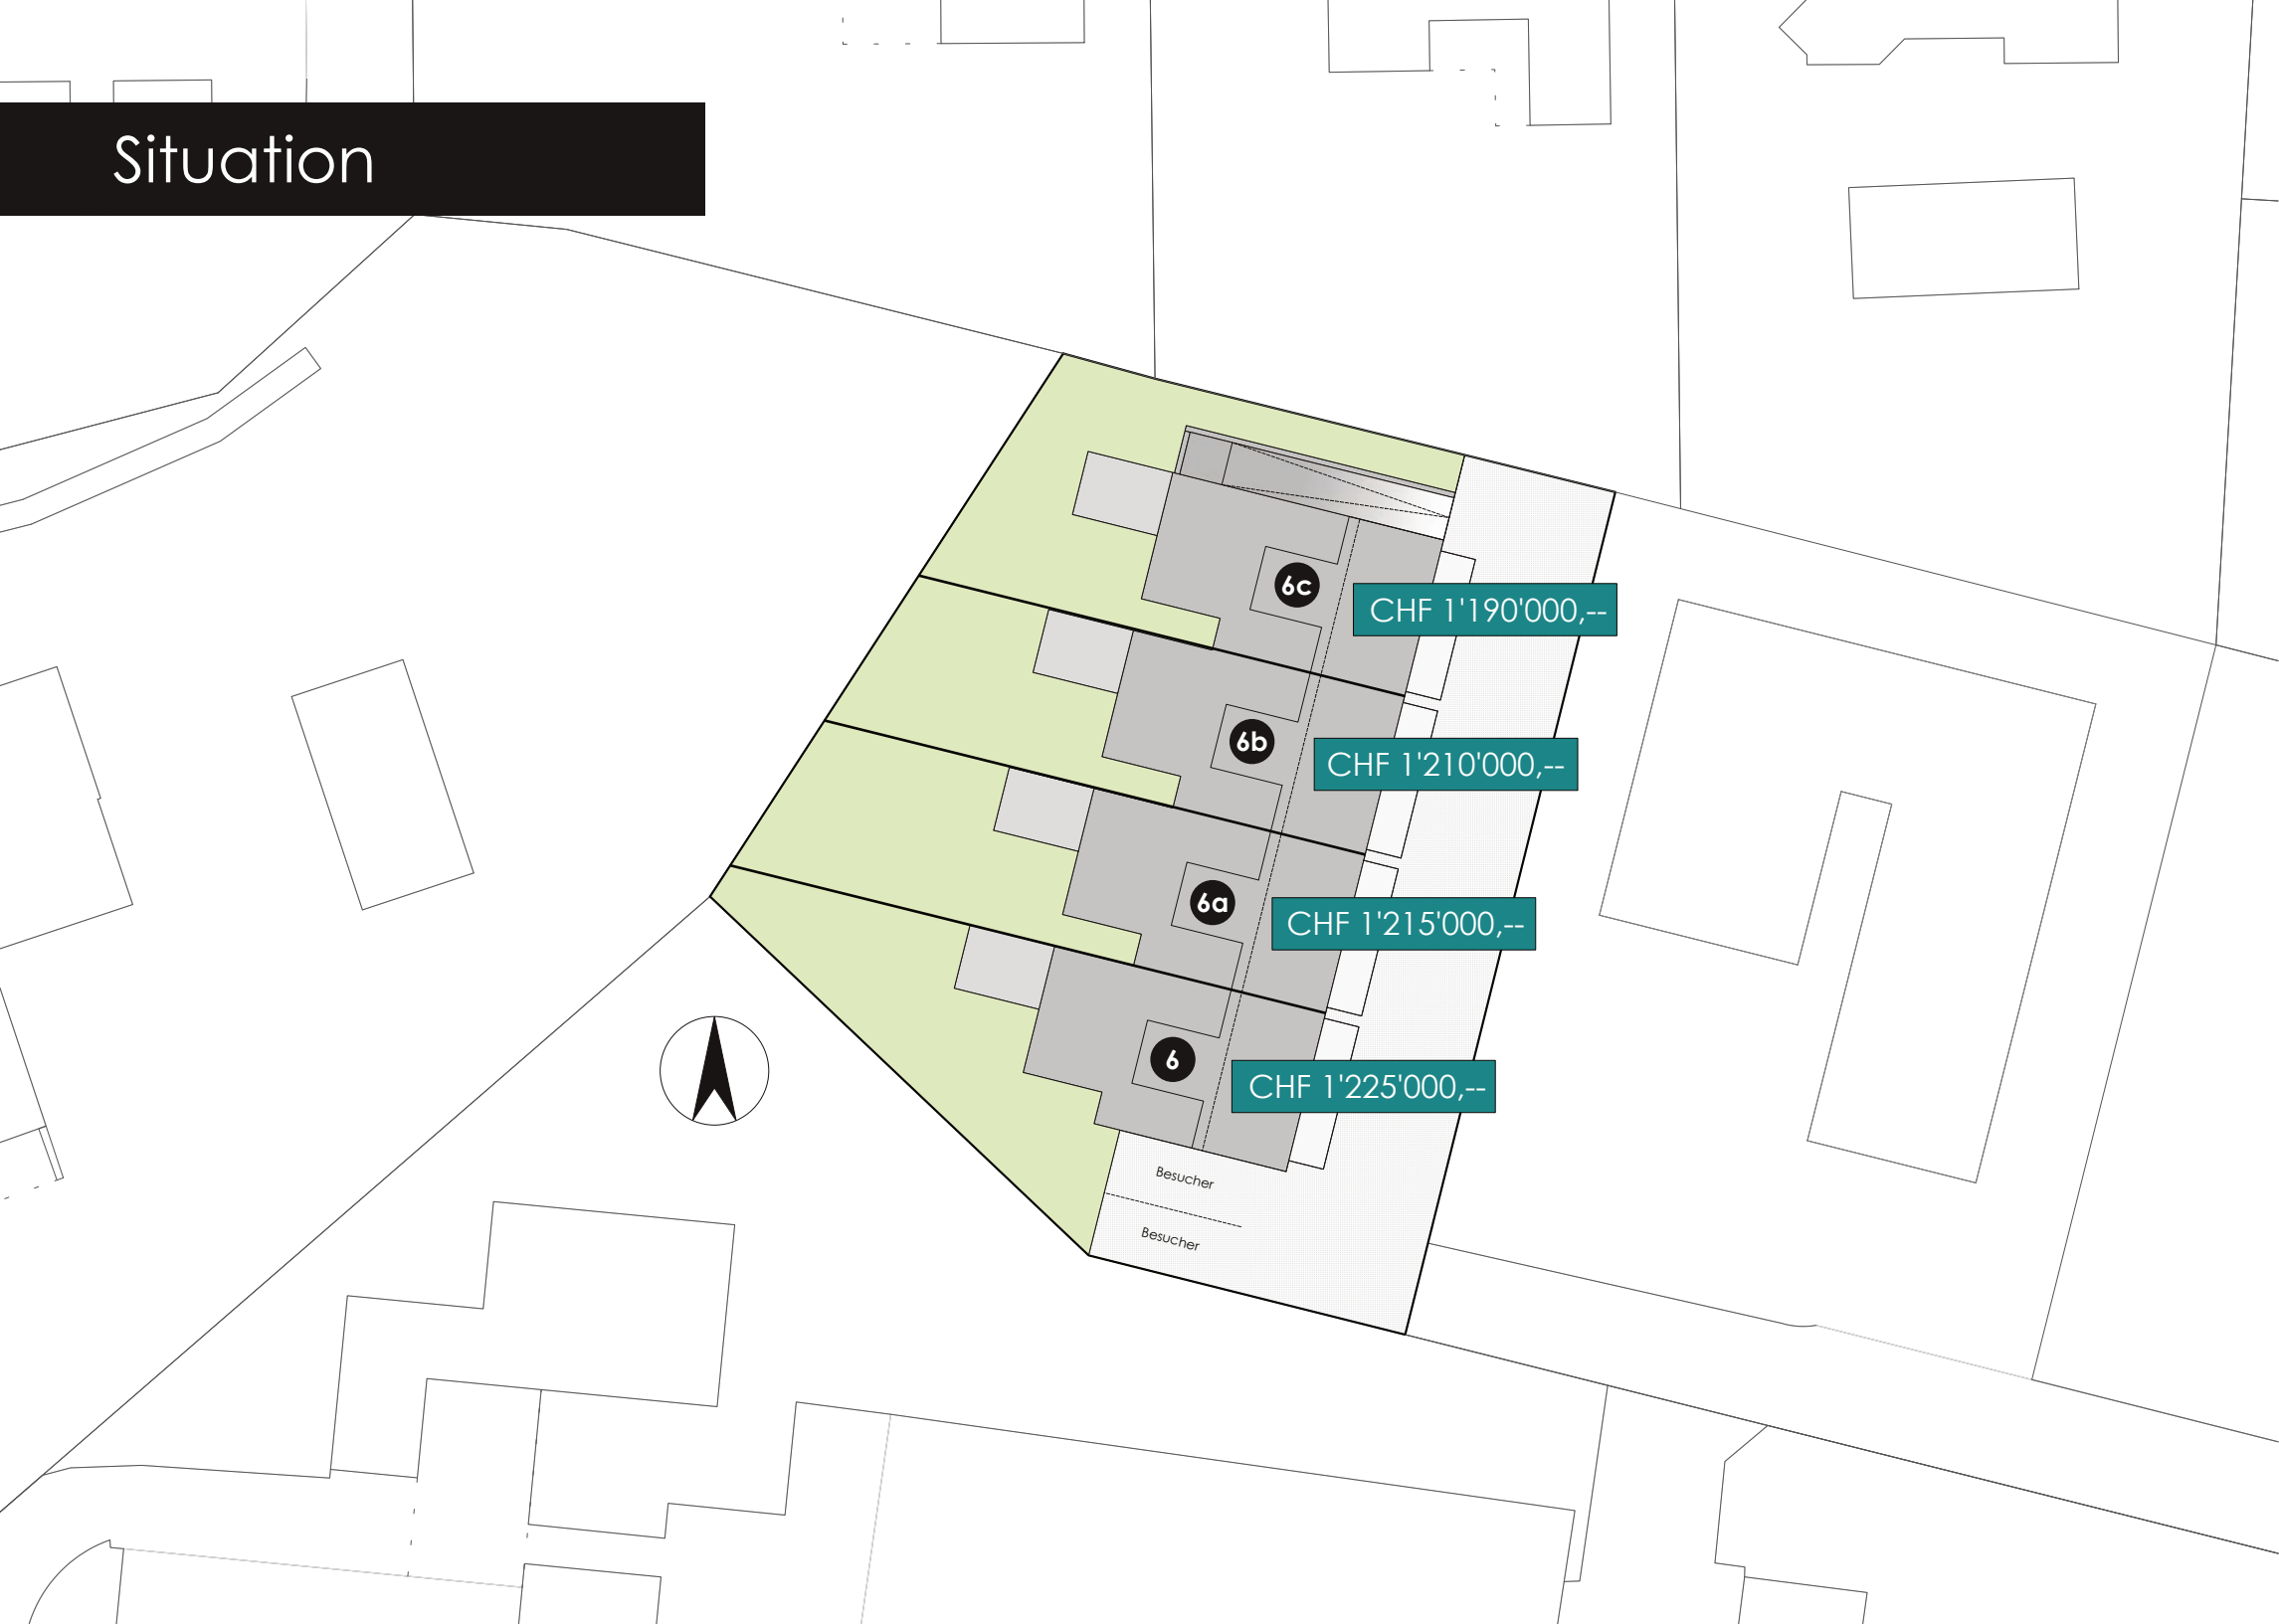 Situation
6c
CHF 1'190'000,--
6b
CHF 1'210'000,--
6a
CHF 1'215'000,--
6
CHF 1'225'000,--
Besucher
Besucher